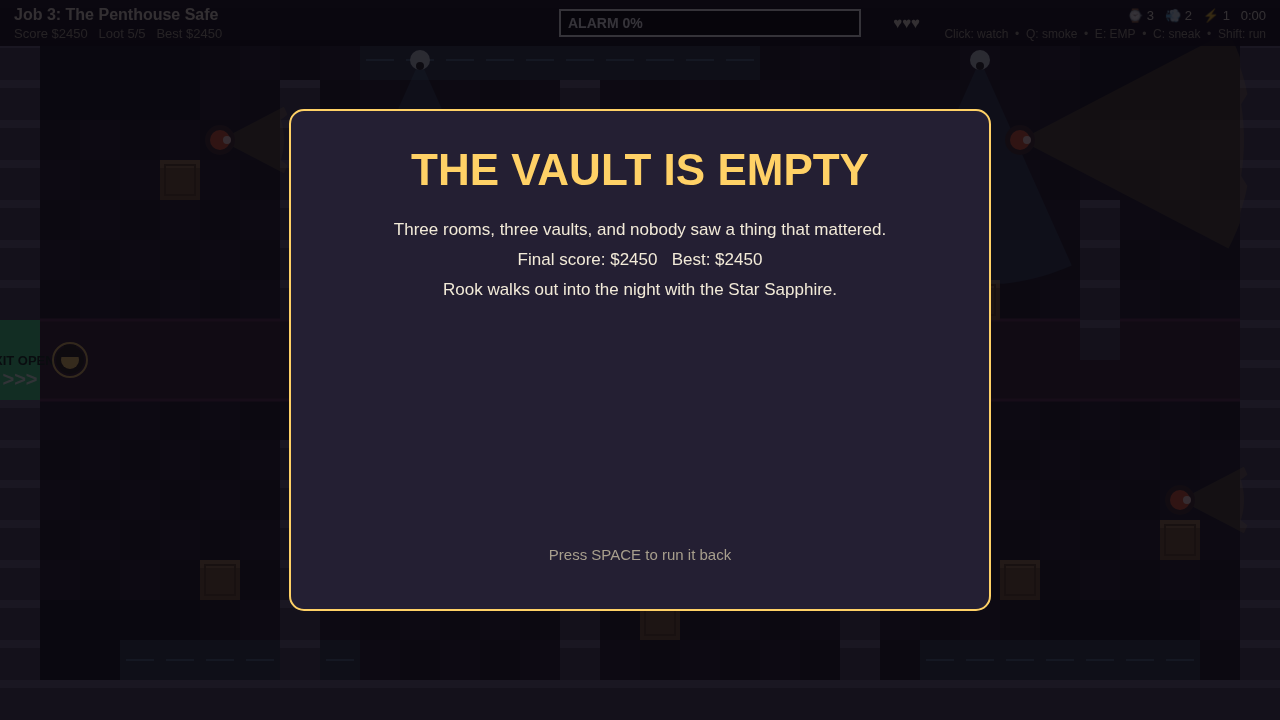 Job 3: The Penthouse Safe
Score $2450 Loot 5/5 Best $2450
ALARM 0%
♥♥♥
3 2 1 0:00
Click: watch • Q: smoke • E: EMP • C: sneak • Shift: run
THE VAULT IS EMPTY
Three rooms, three vaults, and nobody saw a thing that mattered.
Final score: $2450 Best: $2450
Rook walks out into the night with the Star Sapphire.
KIT OPE
>>>
Press SPACE to run it back